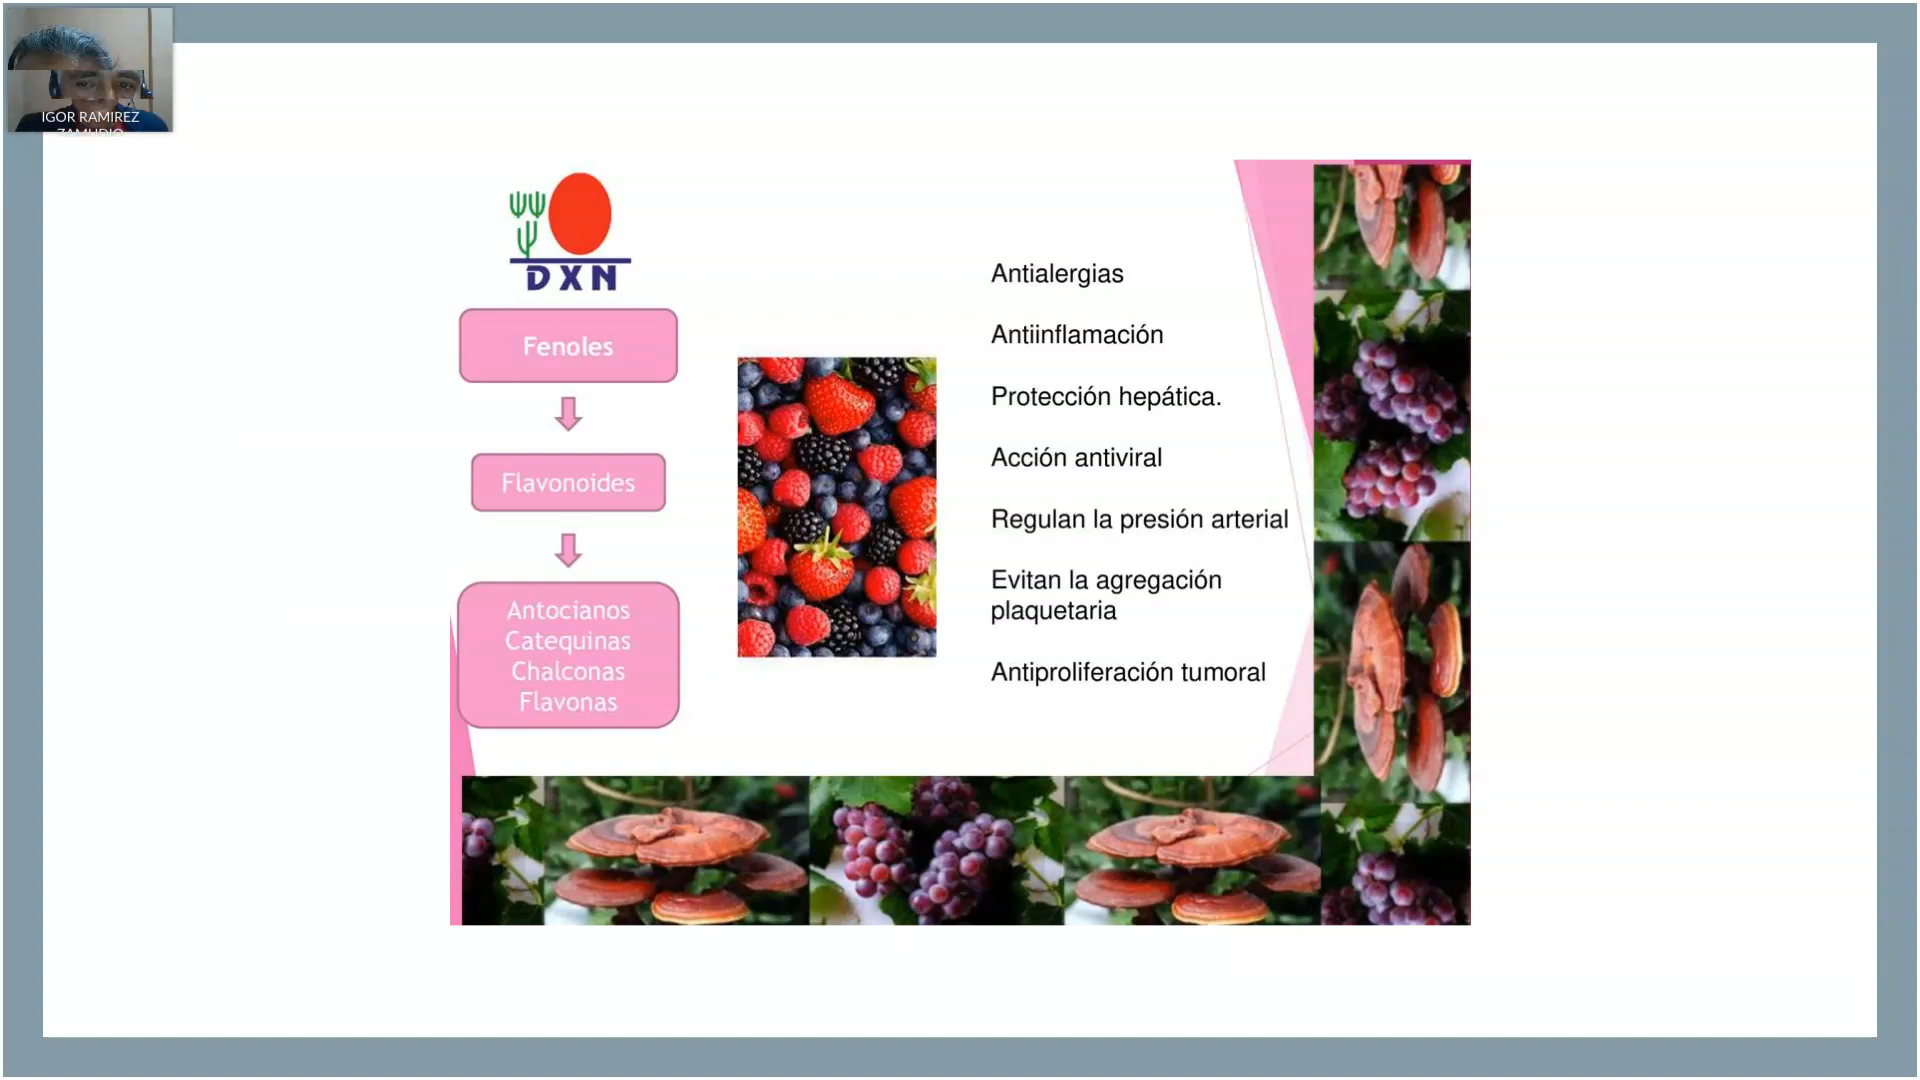 IGOR RAMIREZ
ZAMUDIO
DXN
Fenoles
Flavonoides
Antocianos
Catequinas
Chalconas
Flavonas
Antialergias
Antiinflamación
Protección hepática.
Acción antiviral
Regulan la presión arterial
Evitan la agregación
plaquetaria
Antiproliferación tumoral